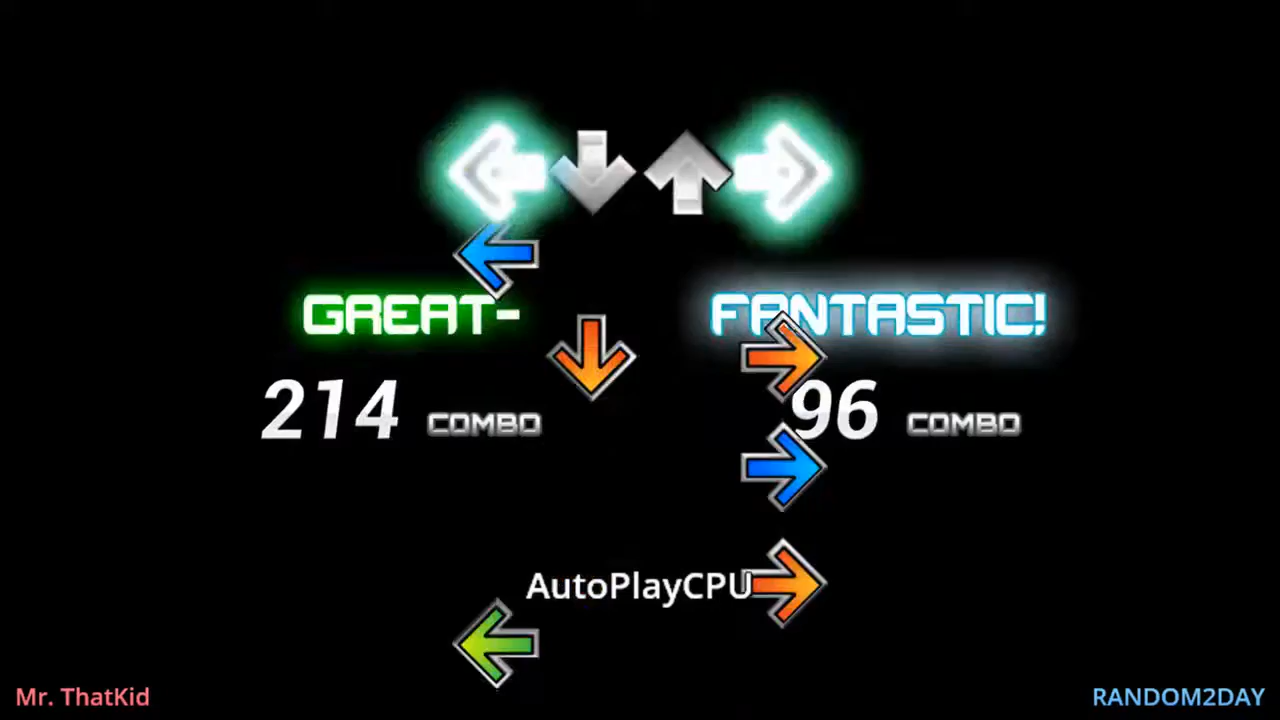 GREAT- FANTASTIC!
214 COMBO 96 COMBO
AutoPlayCPU
Mr. ThatKid RANDOM2DAY